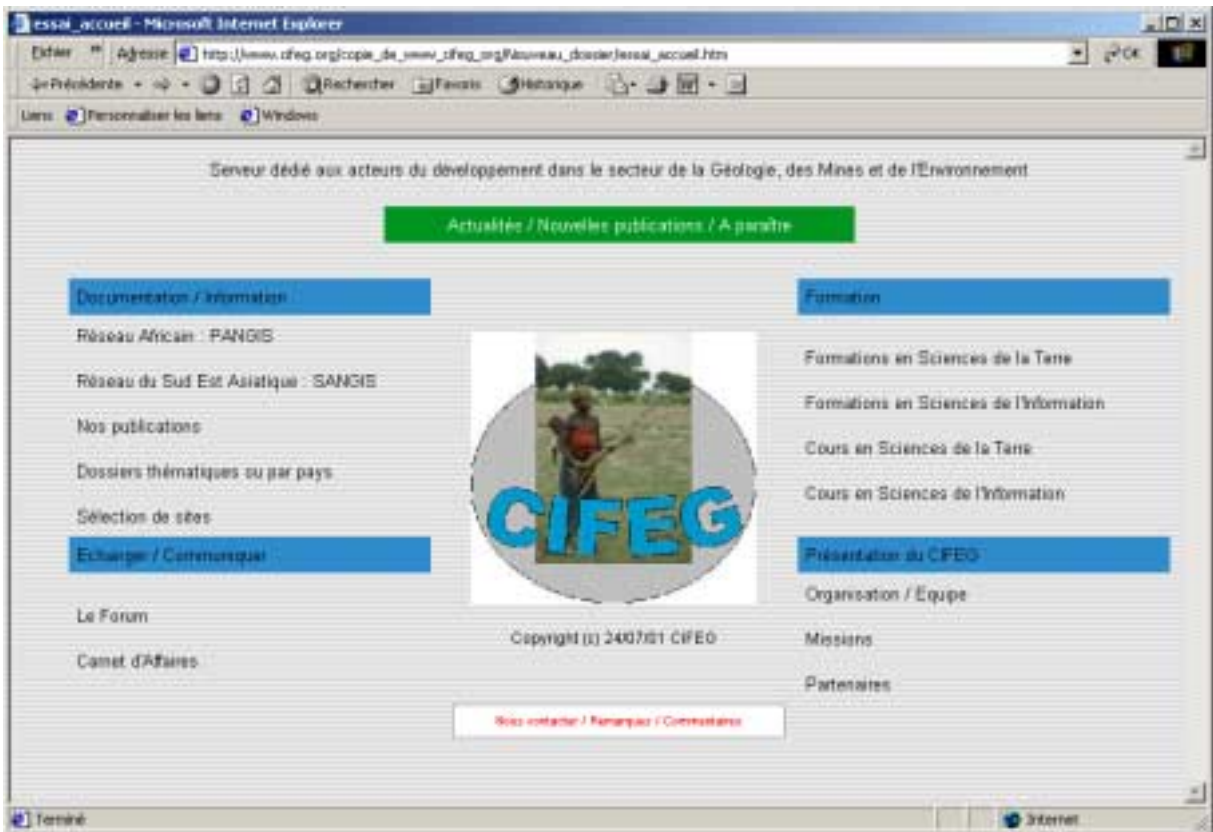 essai_accueil - Microsoft Internet Explorer
Fichier » Adresse http://www.cifeg.org/copie_de_www_cifeg_org/Nouveau_dossier/essai_accueil.htm OK
Précédente Rechercher Favoris Historique
Liens Personnaliser les liens Windows
Serveur dédié aux acteurs du développement dans le secteur de la Géologie, des Mines et de l'Environnement
Actualités / Nouvelles publications / A paraître
Documentation / Information
Réseau Africain : PANGIS
Réseau du Sud Est Asiatique : SANGIS
Nos publications
Dossiers thématiques ou par pays
Sélection de sites
Echanger / Communiquer
Le Forum
Carnet d'Affaires
CIFEG
Copyright (c) 24/07/01 CIFEG
Nous contacter / Remarques / Commentaires
Formation
Formations en Sciences de la Terre
Formations en Sciences de l'Information
Cours en Sciences de la Terre
Cours en Sciences de l'Information
Présentation du CIFEG
Organisation / Equipe
Missions
Partenaires
Terminé
Internet